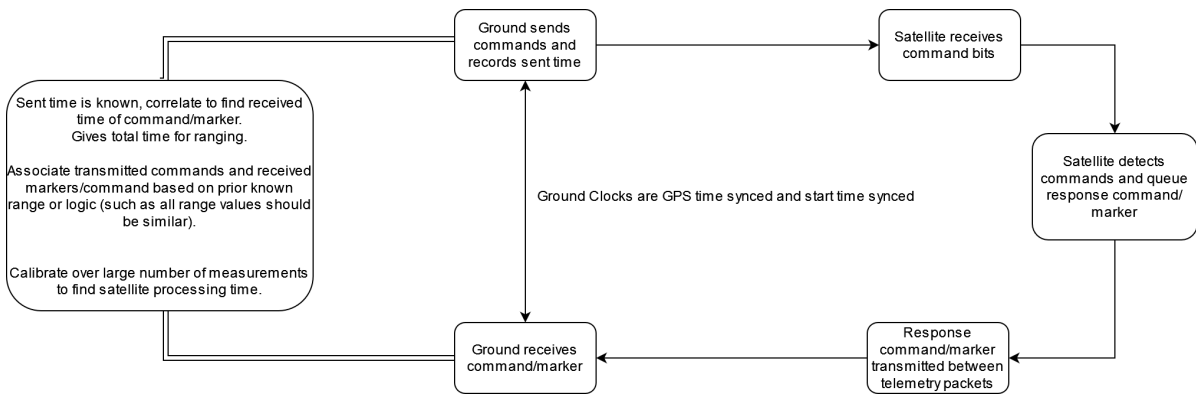 Ground sends
commands and
records sent time
Satellite receives
command bits
Sent time is known, correlate to find received
time of command/marker.
Gives total time for ranging.
Associate transmitted commands and received
markers/command based on prior known
range or logic (such as all range values should
be similar).
Calibrate over large number of measurements
to find satellite processing time.
Ground Clocks are GPS time synced and start time synced
Satellite detects
commands and queue
response command/
marker
Ground receives
command/marker
Response
command/marker
transmitted between
telemetry packets